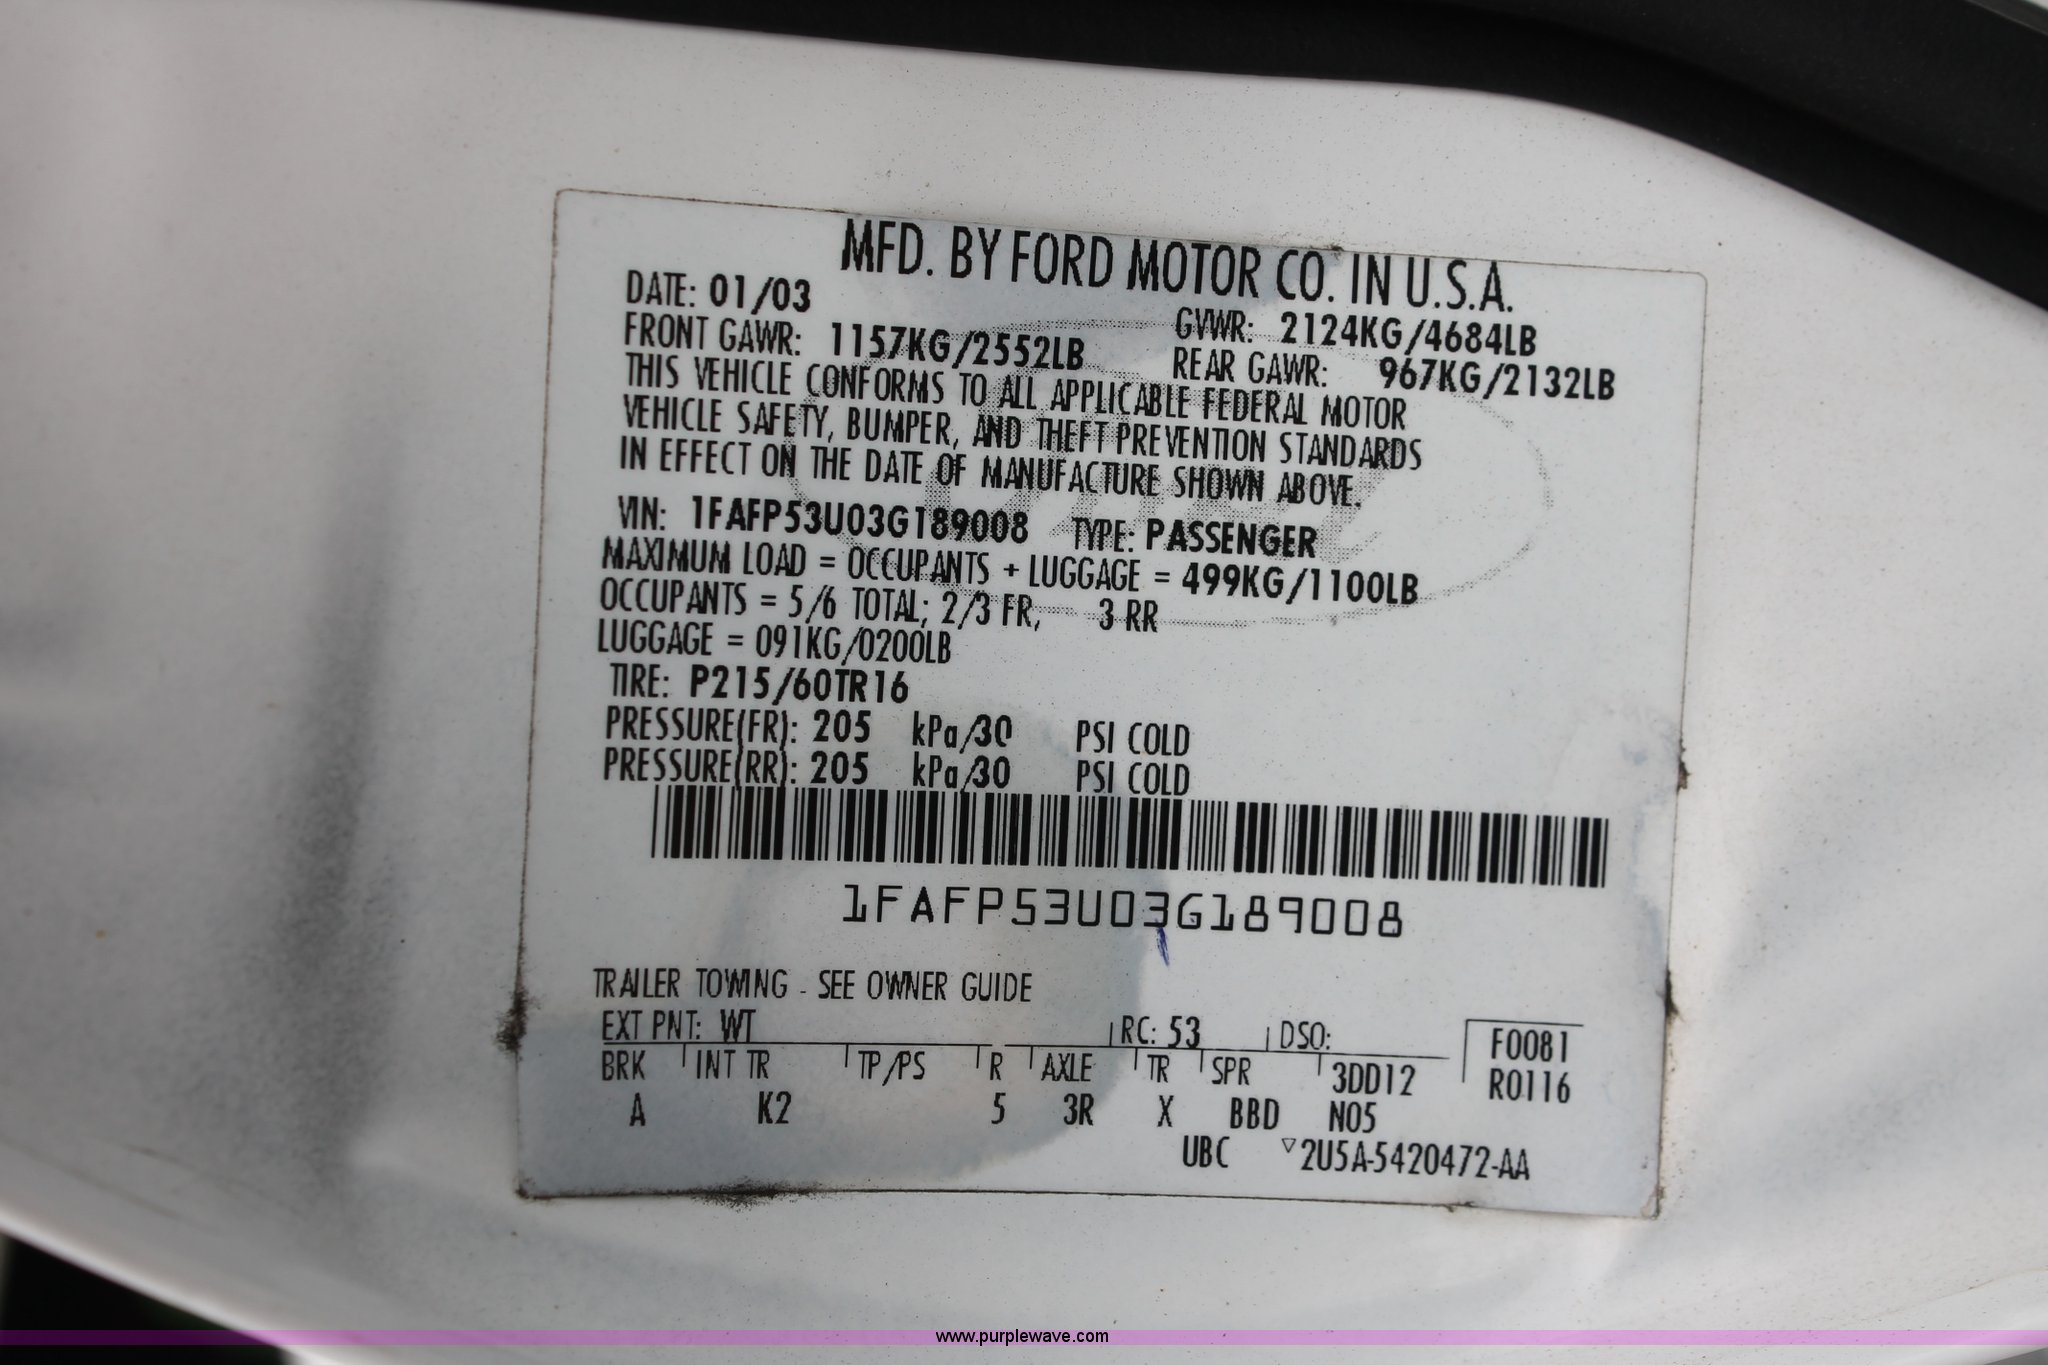 MFD. BY FORD MOTOR CO. IN U.S.A.
DATE: 01/03
GVWR: 2124KG/4684LB
FRONT GAWR: 1157KG/2552LB
REAR GAWR: 967KG/2132LB
THIS VEHICLE CONFORMS TO ALL APPLICABLE FEDERAL MOTOR
VEHICLE SAFETY, BUMPER, AND THEFT PREVENTION STANDARDS
IN EFFECT ON THE DATE OF MANUFACTURE SHOWN ABOVE.
VIN: 1FAFP53U03G189008 TYPE: PASSENGER
MAXIMUM LOAD = OCCUPANTS + LUGGAGE = 499KG/1100LB
OCCUPANTS = 5/6 TOTAL; 2/3 FR, 3 RR
LUGGAGE = 091KG/0200LB
TIRE: P215/60TR16
PRESSURE(FR): 205 kPa/30 PSI COLD
PRESSURE(RR): 205 kPa/30 PSI COLD
1FAFP53U03G189008
TRAILER TOWING - SEE OWNER GUIDE
EXT PNT: WT RC: 53 DSO: F0081
BRK INT TR TP/PS R AXLE TR SPR 3DD12 R0116
A K2 5 3R X BBD N05
UBC ▽2U5A-5420472-AA
www.purplewave.com